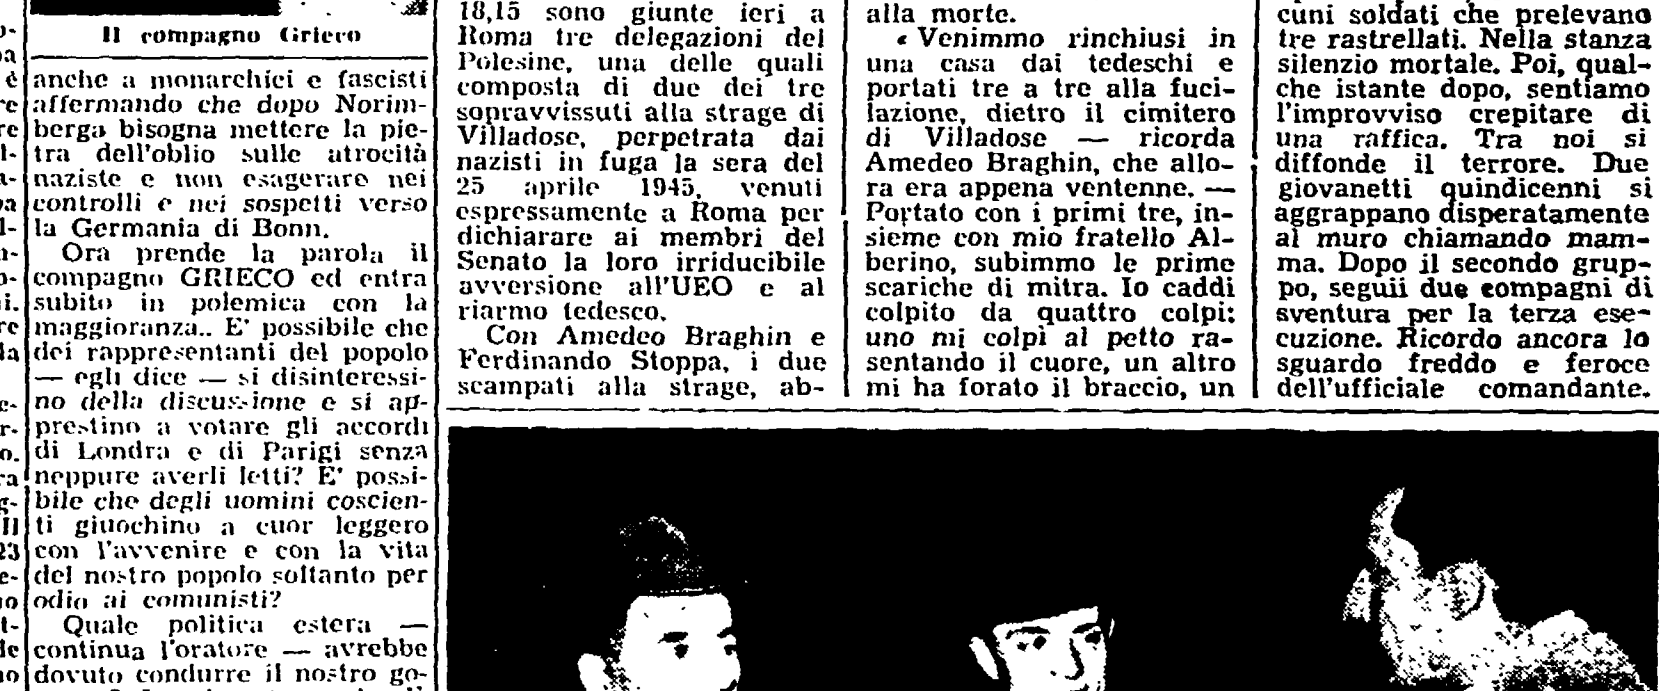 Il compagno Grieco
anche a monarchici e fascisti
affermando che dopo Norim-
berga bisogna mettere la pie-
tra dell'oblio sulle atrocità
naziste e non esagerare nei
controlli e nei sospetti verso
la Germania di Bonn.
Ora prende la parola il
compagno GRIECO ed entra
subito in polemica con la
maggioranza.. E' possibile che
dei rappresentanti del popolo
— egli dice — si disinteressi-
no della discussione e si ap-
prestino a votare gli accordi
di Londra e di Parigi senza
neppure averli letti? E' possi-
bile che degli uomini coscien-
ti giuochino a cuor leggero
con l'avvenire e con la vita
del nostro popolo soltanto per
odio ai comunisti?
Quale politica estera —
continua l'oratore — avrebbe
dovuto condurre il nostro go-
18,15 sono giunte ieri a
Roma tre delegazioni del
Polesine, una delle quali
composta di due dei tre
sopravvissuti alla strage di
Villadose, perpetrata dai
nazisti in fuga la sera del
25 aprile 1945, venuti
espressamente a Roma per
dichiarare ai membri del
Senato la loro irriducibile
avversione all'UEO e al
riarmo tedesco.
Con Amedeo Braghin e
Ferdinando Stoppa, i due
scampati alla strage, ab-
alla morte.
« Venimmo rinchiusi in
una casa dai tedeschi e
portati tre a tre alla fuci-
lazione, dietro il cimitero
di Villadose — ricorda
Amedeo Braghin, che allo-
ra era appena ventenne. —
Portato con i primi tre, in-
sieme con mio fratello Al-
berino, subimmo le prime
scariche di mitra. Io caddi
colpito da quattro colpi:
uno mi colpì al petto ra-
sentando il cuore, un altro
mi ha forato il braccio, un
cuni soldati che prelevano
tre rastrellati. Nella stanza
silenzio mortale. Poi, qual-
che istante dopo, sentiamo
l'improvviso crepitare di
una raffica. Tra noi si
diffonde il terrore. Due
giovanetti quindicenni si
aggrappano disperatamente
al muro chiamando mam-
ma. Dopo il secondo grup-
po, seguii due compagni di
sventura per la terza ese-
cuzione. Ricordo ancora lo
sguardo freddo e feroce
dell'ufficiale comandante.